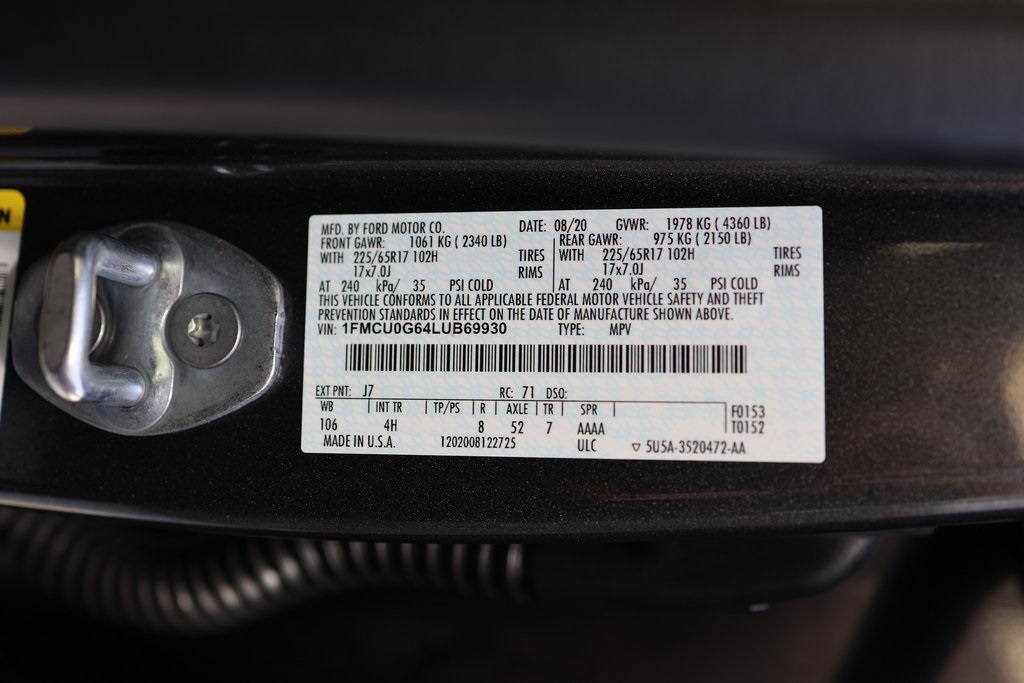 N
MFD. BY FORD MOTOR CO. DATE: 08/20 GVWR: 1978 KG ( 4360 LB)
FRONT GAWR: 1061 KG ( 2340 LB) REAR GAWR: 975 KG ( 2150 LB)
WITH 225/65R17 102H TIRES WITH 225/65R17 102H TIRES
17x7.0J RIMS 17x7.0J RIMS
AT 240 kPa/ 35 PSI COLD AT 240 kPa/ 35 PSI COLD
THIS VEHICLE CONFORMS TO ALL APPLICABLE FEDERAL MOTOR VEHICLE SAFETY AND THEFT
PREVENTION STANDARDS IN EFFECT ON THE DATE OF MANUFACTURE SHOWN ABOVE.
VIN: 1FMCU0G64LUB69930 TYPE: MPV
EXT PNT: J7 RC: 71 DSO:
WB INT TR TP/PS R AXLE TR SPR F0153
106 4H 8 52 7 AAAA T0152
MADE IN U.S.A. 1202008122725 ULC ▽ 5U5A-3520472-AA